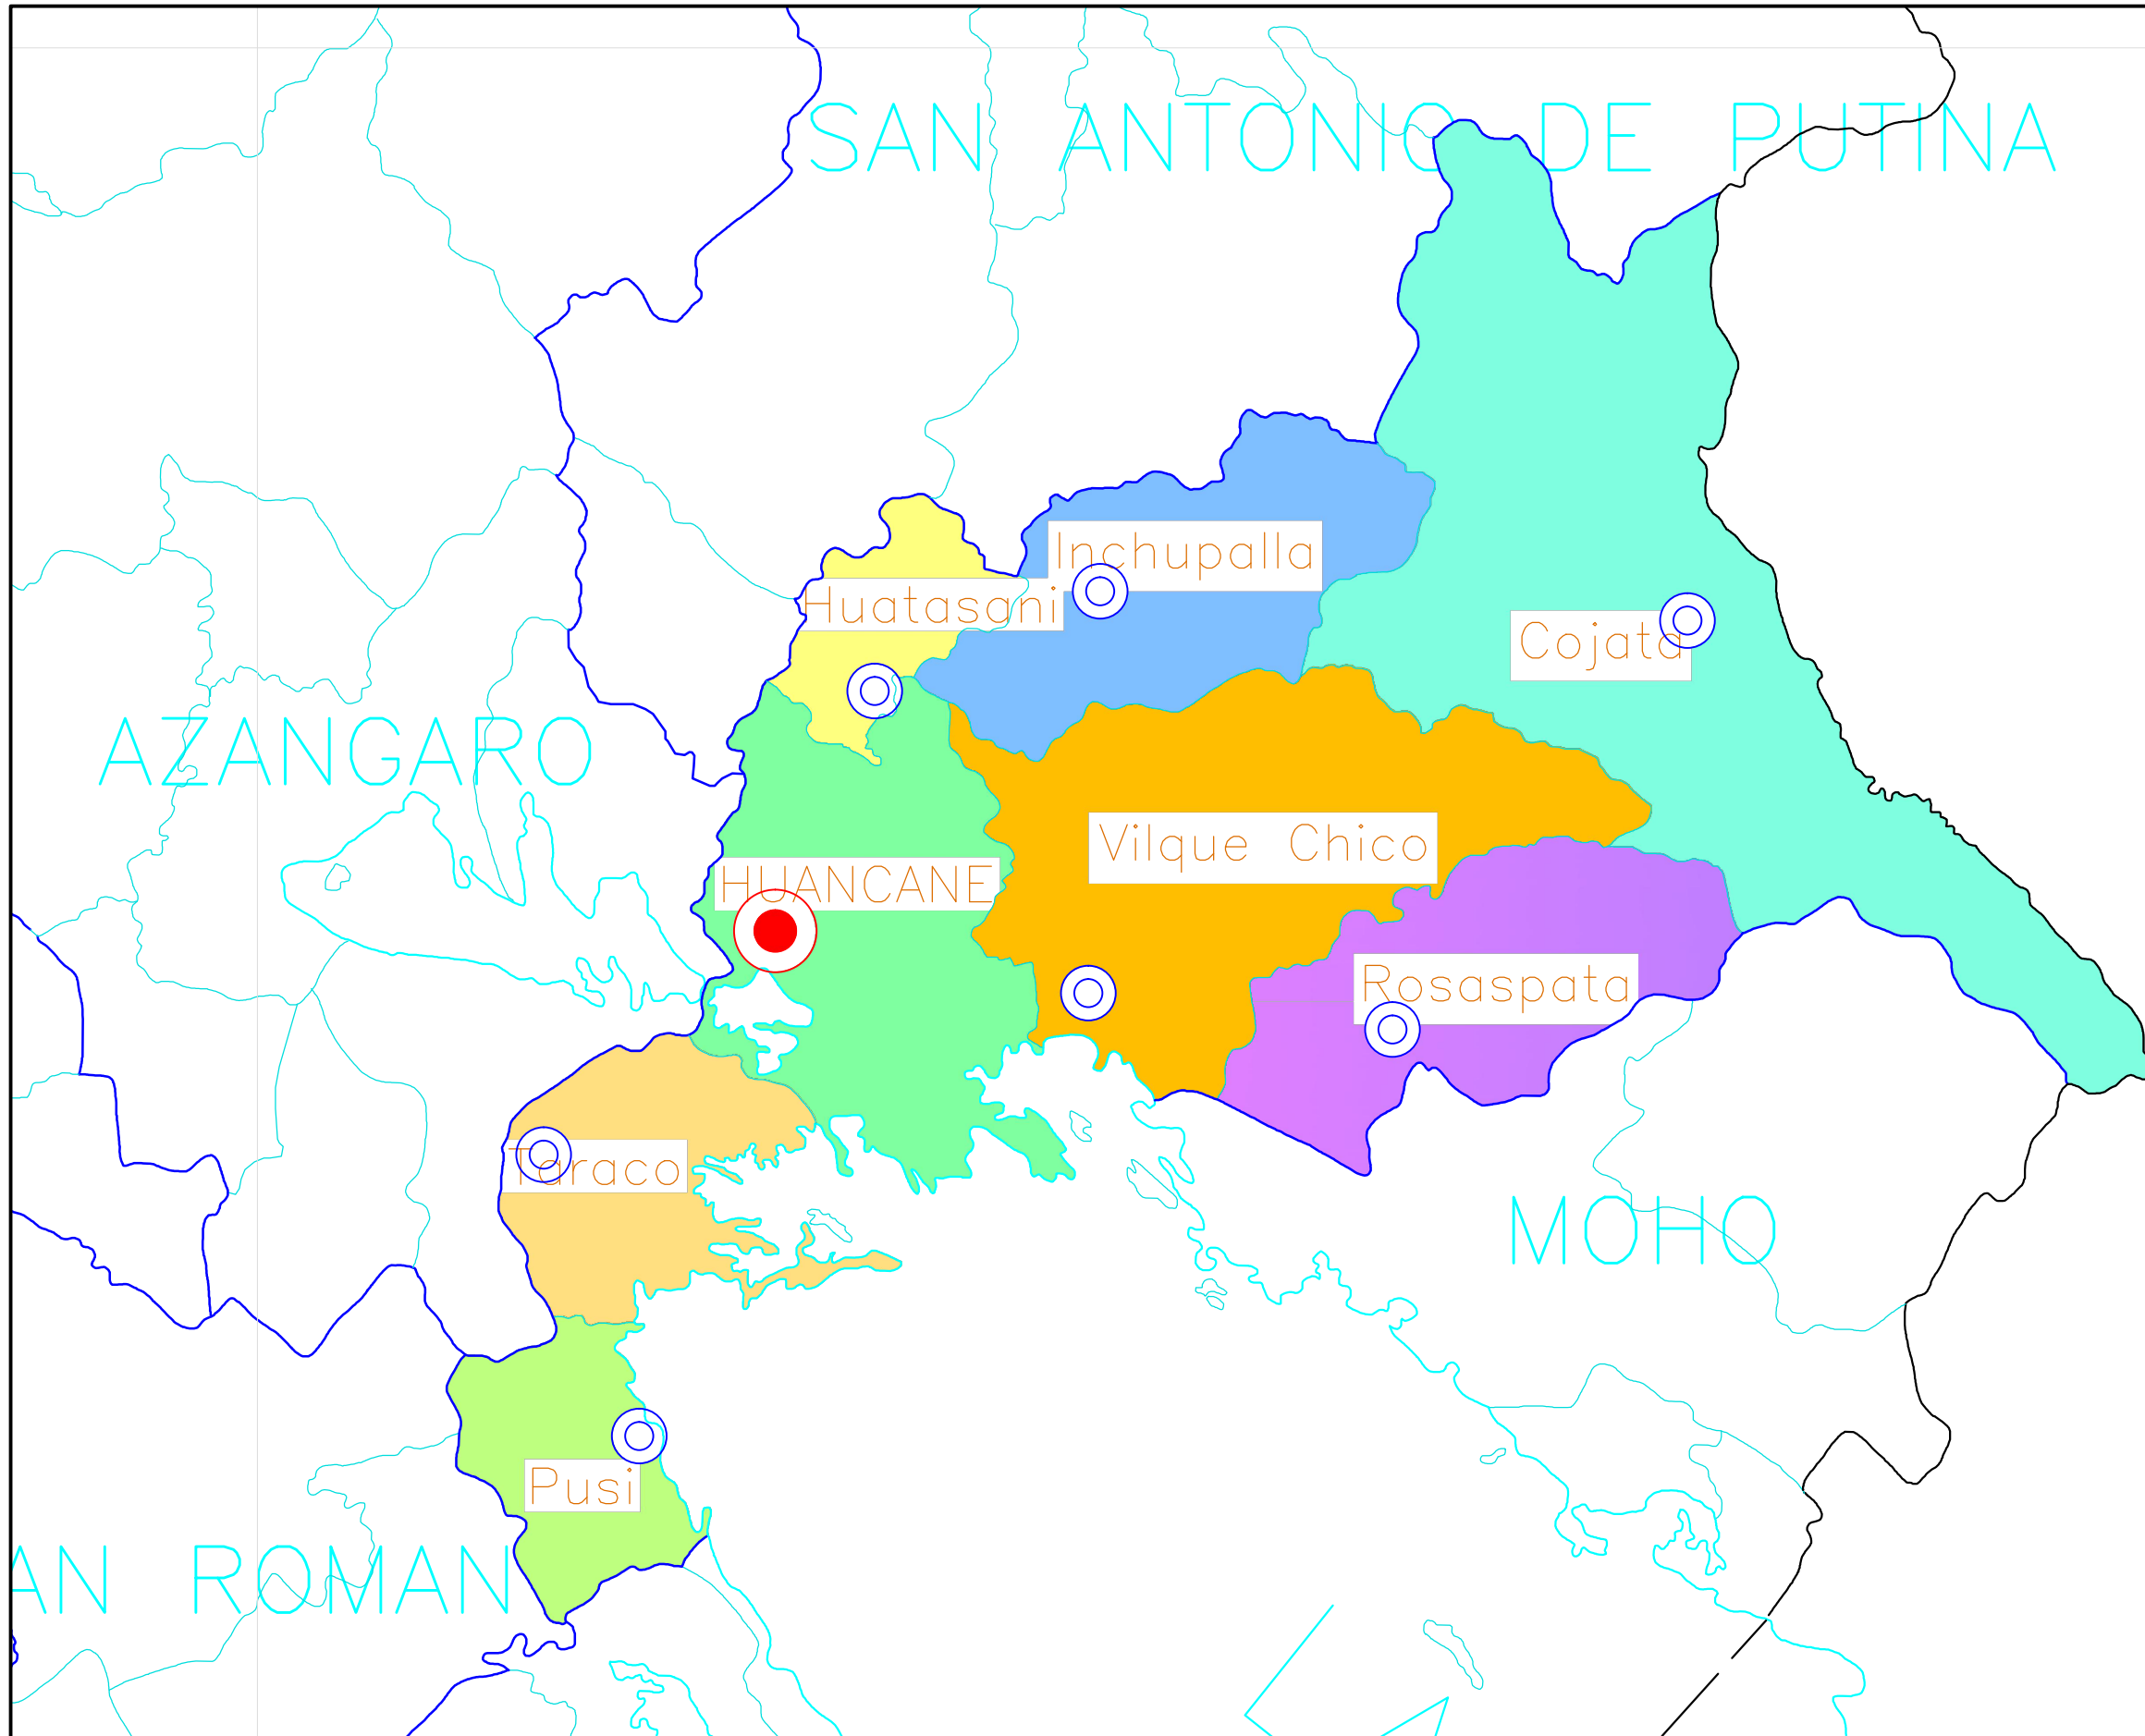 SAN ANTONIO DE PUTINA
Inchupalla
Huatasani
Cojata
AZANGARO
Vilque Chico
HUANCANE
Rosaspata
Taraco
MOHO
Pusi
AN ROMAN